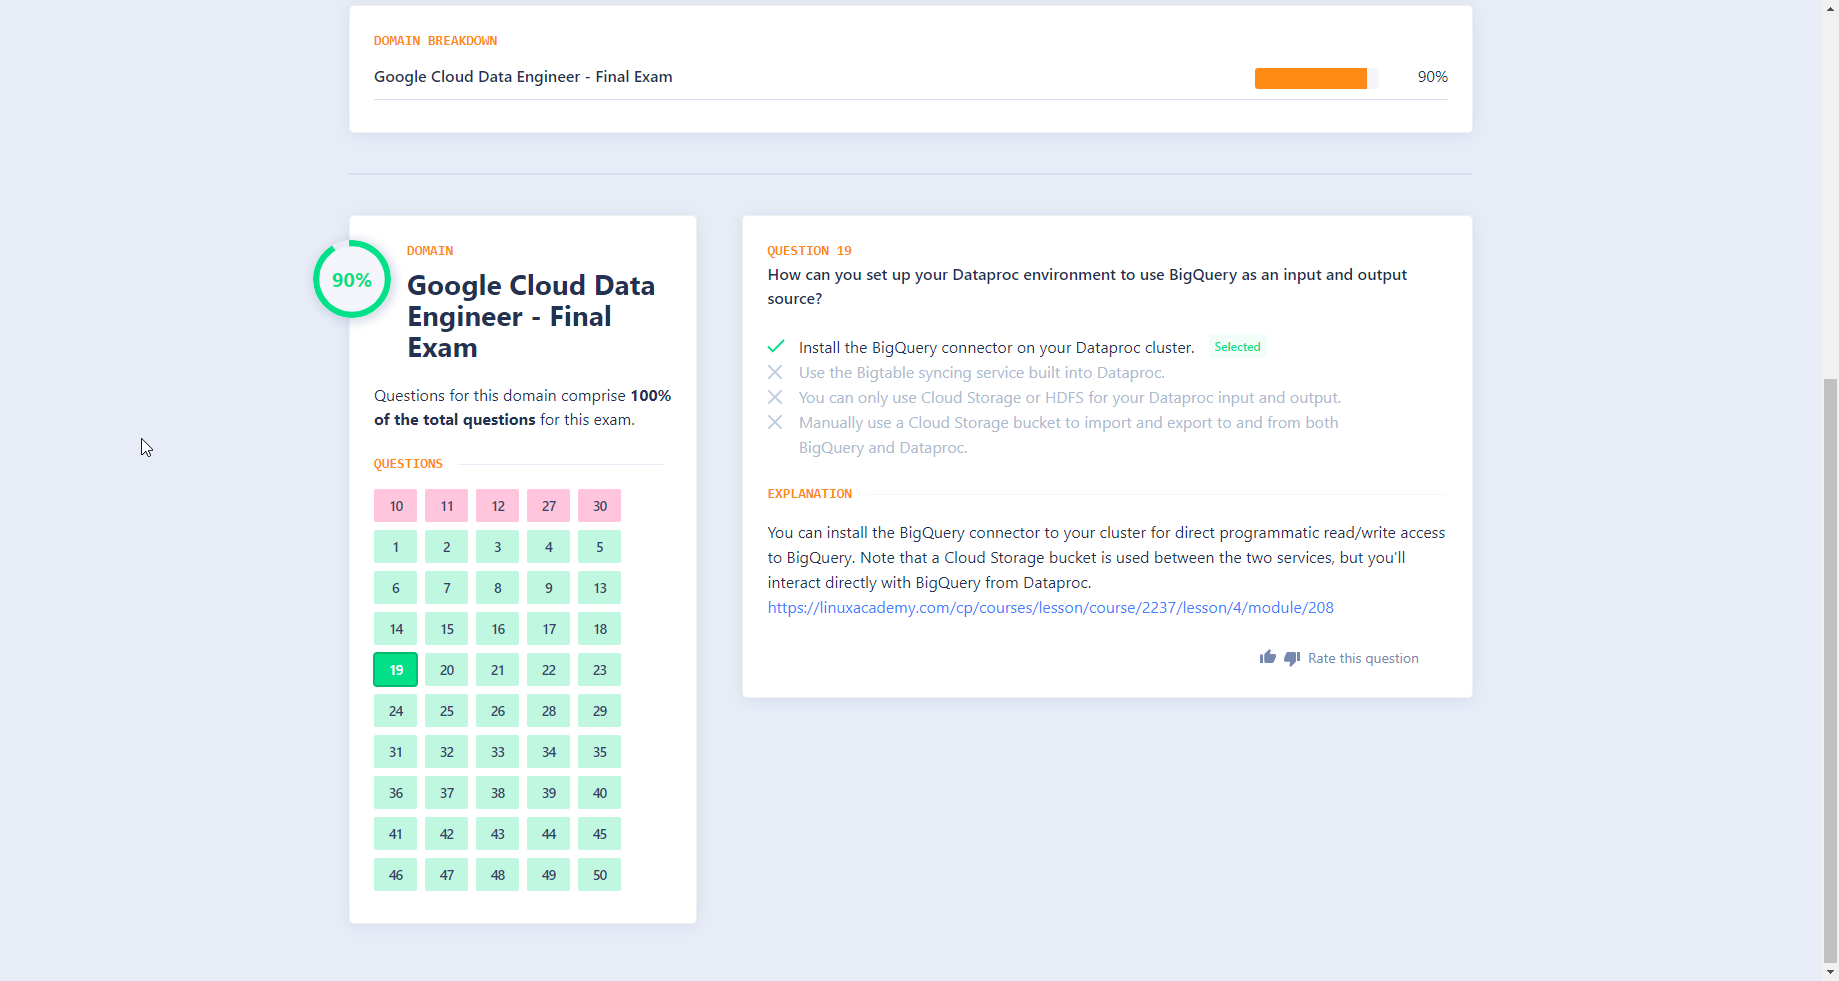 DOMAIN BREAKDOWN
Google Cloud Data Engineer - Final Exam
90%
90%
DOMAIN
Google Cloud Data
Engineer - Final
Exam
Questions for this domain comprise 100%
of the total questions for this exam.
QUESTIONS
10 11 12 27 30
1 2 3 4 5
6 7 8 9 13
14 15 16 17 18
19 20 21 22 23
24 25 26 28 29
31 32 33 34 35
36 37 38 39 40
41 42 43 44 45
46 47 48 49 50
QUESTION 19
How can you set up your Dataproc environment to use BigQuery as an input and output
source?
Install the BigQuery connector on your Dataproc cluster. Selected
Use the Bigtable syncing service built into Dataproc.
You can only use Cloud Storage or HDFS for your Dataproc input and output.
Manually use a Cloud Storage bucket to import and export to and from both
BigQuery and Dataproc.
EXPLANATION
You can install the BigQuery connector to your cluster for direct programmatic read/write access
to BigQuery. Note that a Cloud Storage bucket is used between the two services, but you'll
interact directly with BigQuery from Dataproc.
https://linuxacademy.com/cp/courses/lesson/course/2237/lesson/4/module/208
Rate this question